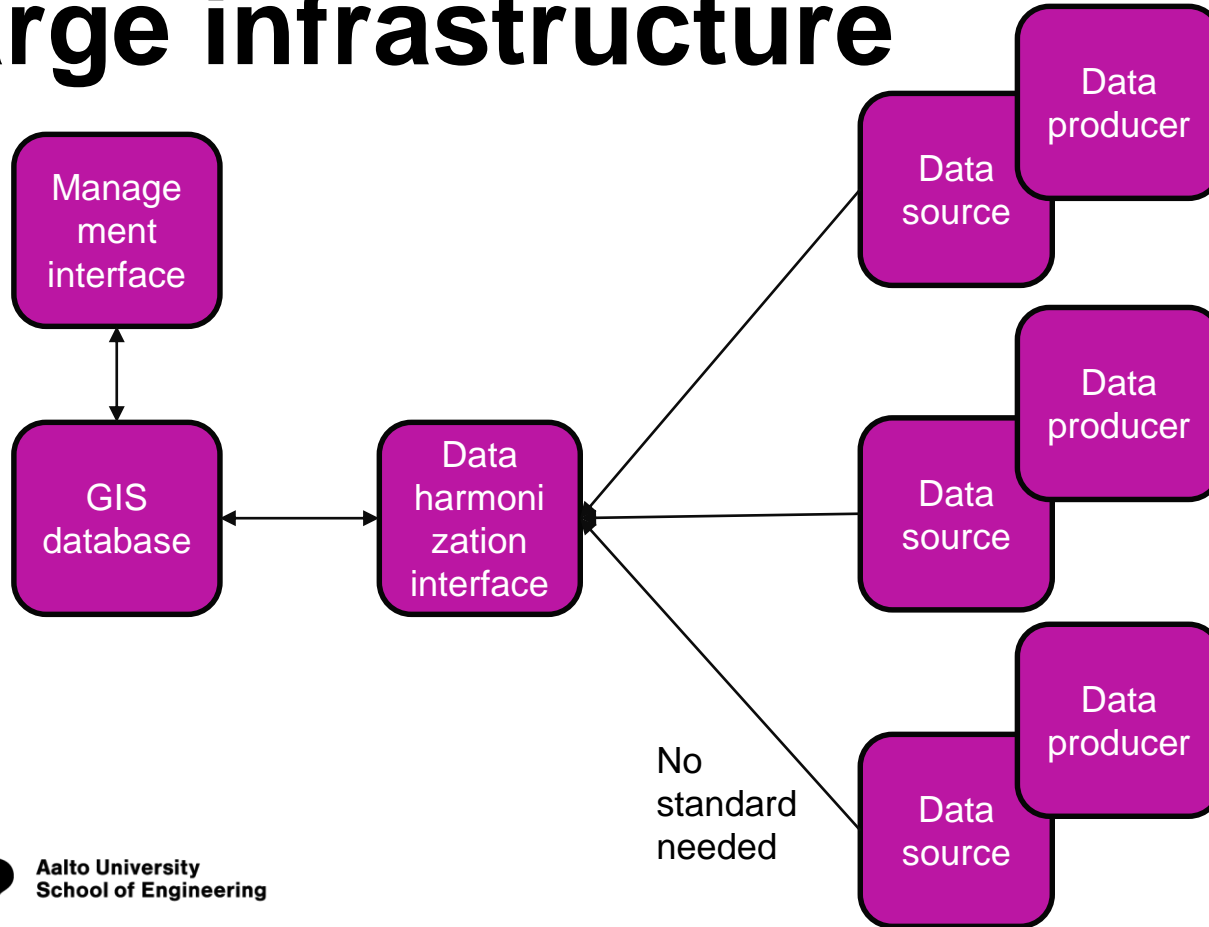 arge infrastructure
Data
producer
Data
source
Manage
ment
interface
Data
producer
GIS
database
Data
harmoni
zation
interface
Data
source
Data
producer
No
standard
needed
Data
source
Aalto University
School of Engineering